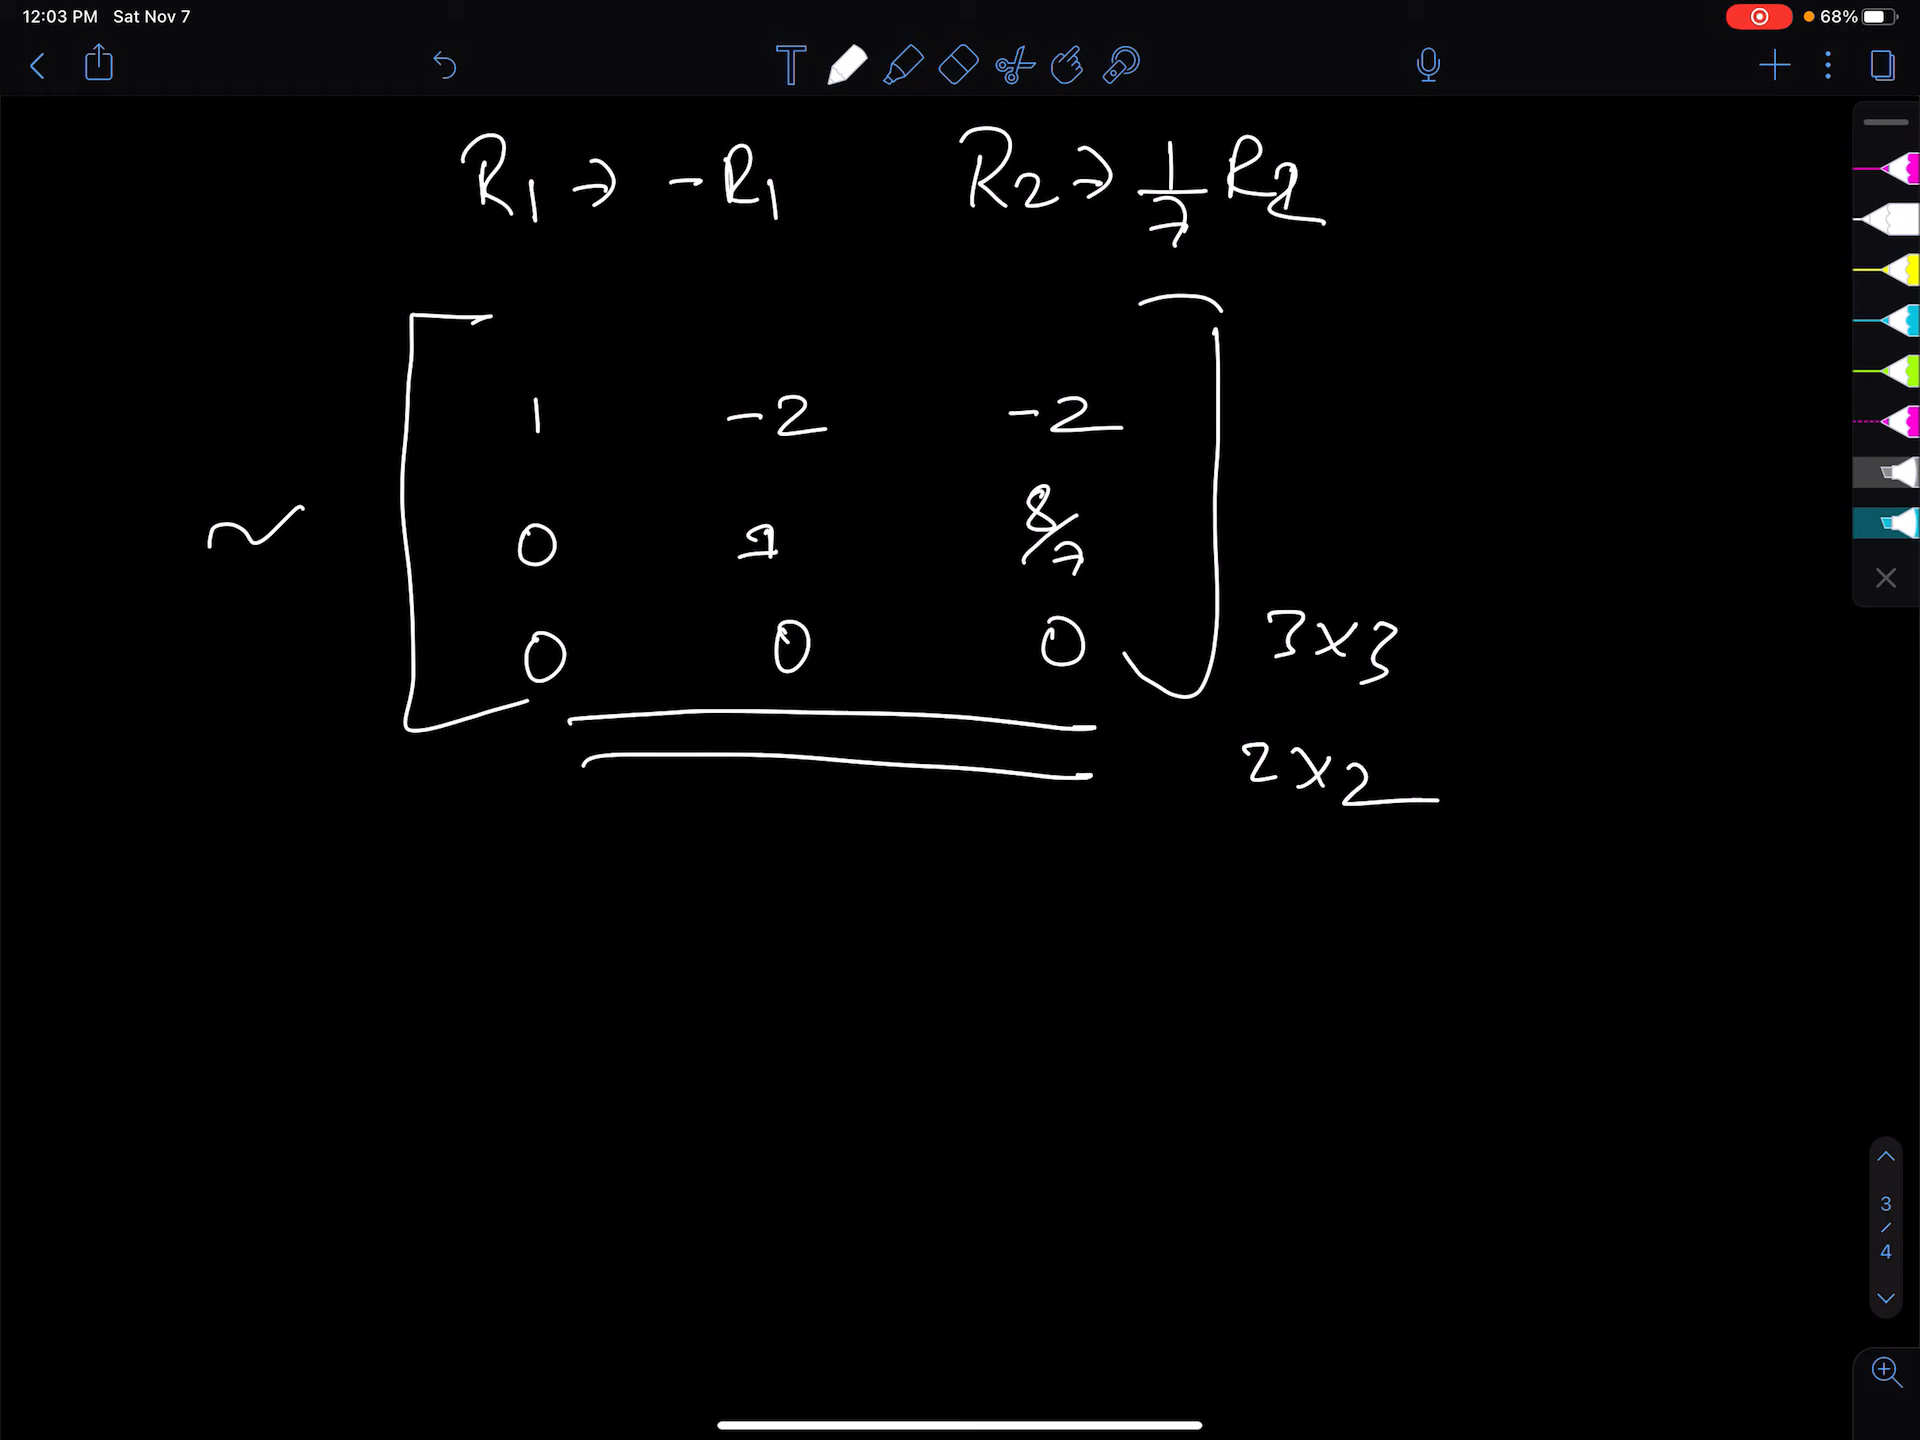 12:03 PM Sat Nov 7 68%
T
R1 → -R1 R2 → 1/7 R2
1 -2 -2
~ 0 1 8/7
0 0 0 3x3
2x2
3
/
4